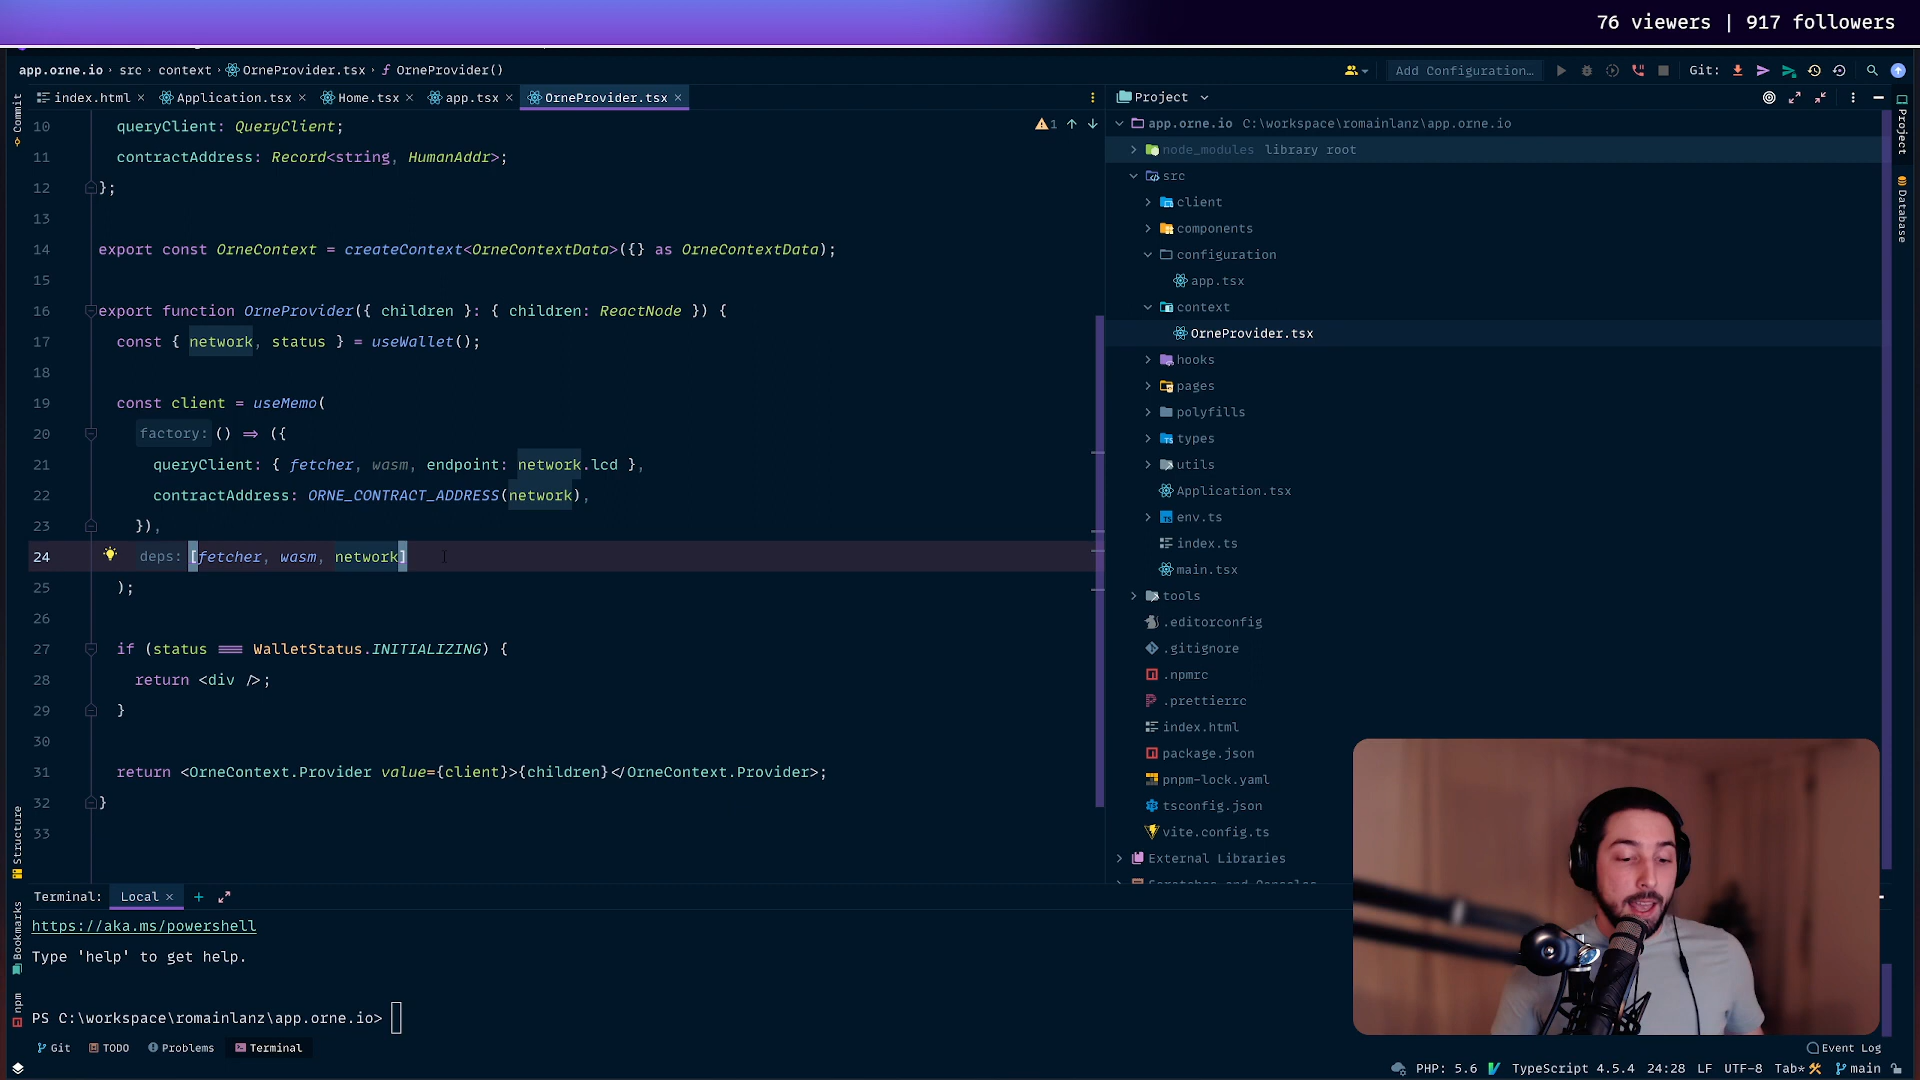 76 viewers | 917 followers
app.orne.io › src › context › OrneProvider.tsx › f OrneProvider()
Add Configuration...
Git:
index.html ×
Application.tsx ×
Home.tsx ×
app.tsx ×
OrneProvider.tsx ×
Project
Commit
Project
Database
Structure
Bookmarks
npm
1
10 queryClient: QueryClient;
11 contractAddress: Record<string, HumanAddr>;
12 };
13
14 export const OrneContext = createContext<OrneContextData>({} as OrneContextData);
15
16 export function OrneProvider({ children }: { children: ReactNode }) {
17 const { network, status } = useWallet();
18
19 const client = useMemo(
20 factory: () ⇒ ({
21 queryClient: { fetcher, wasm, endpoint: network.lcd },
22 contractAddress: ORNE_CONTRACT_ADDRESS(network),
23 }),
24 deps: [fetcher, wasm, network]
25 );
26
27 if (status === WalletStatus.INITIALIZING) {
28 return <div />;
29 }
30
31 return <OrneContext.Provider value={client}>{children}</OrneContext.Provider>;
32 }
33
app.orne.io C:\workspace\romainlanz\app.orne.io
node_modules library root
src
client
components
configuration
app.tsx
context
OrneProvider.tsx
hooks
pages
polyfills
types
utils
Application.tsx
env.ts
index.ts
main.tsx
tools
.editorconfig
.gitignore
.npmrc
.prettierrc
index.html
package.json
pnpm-lock.yaml
tsconfig.json
vite.config.ts
External Libraries
Terminal: Local × +
https://aka.ms/powershell
Type 'help' to get help.
PS C:\workspace\romainlanz\app.orne.io>
Git
TODO
Problems
Terminal
Event Log
PHP: 5.6
TypeScript 4.5.4 24:28 LF UTF-8 Tab* main